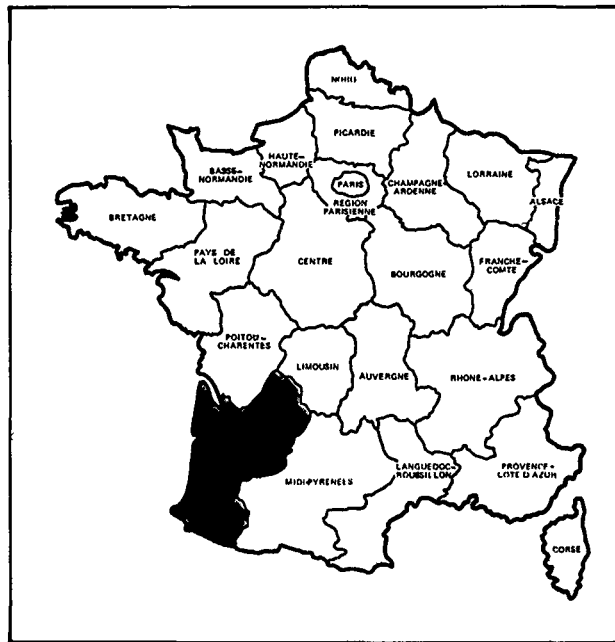 NORD
PICARDIE
HAUTE-
NORMANDIE
BASSE-
NORMANDIE
PARIS
REGION
PARISIENNE
CHAMPAGNE
ARDENNE
LORRAINE
ALSACE
BRETAGNE
PAYS DE
LA LOIRE
CENTRE
BOURGOGNE
FRANCHE-
COMTE
POITOU-
CHARENTES
LIMOUSIN
AUVERGNE
RHONE-ALPES
MIDI-PYRENEES
LANGUEDOC-
ROUSSILLON
PROVENCE-
COTE D'AZUR
CORSE